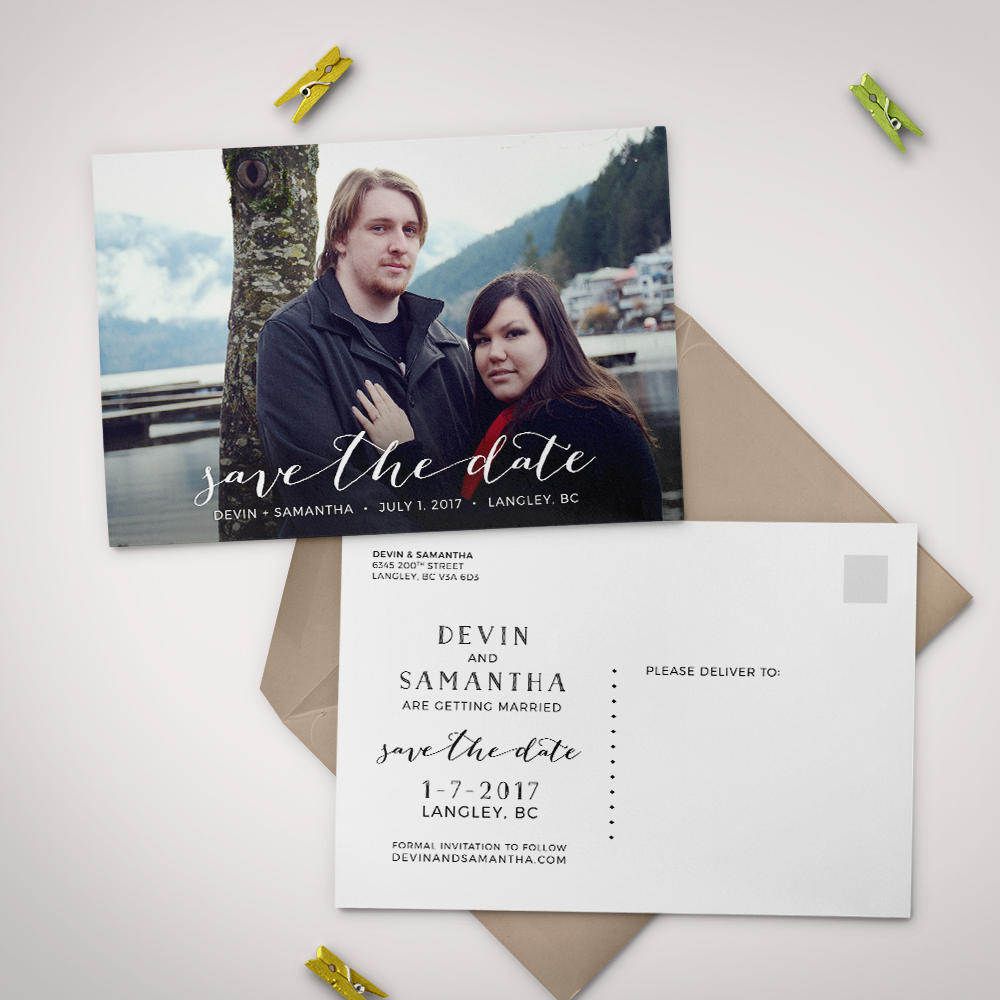 save the date
DEVIN + SAMANTHA • JULY 1, 2017 • LANGLEY, BC
DEVIN & SAMANTHA
6345 200TH STREET
LANGLEY, BC V3A 6D3
DEVIN
AND
SAMANTHA
ARE GETTING MARRIED
save the date
1-7-2017
LANGLEY, BC
FORMAL INVITATION TO FOLLOW
DEVINANDSAMANTHA.COM
PLEASE DELIVER TO: